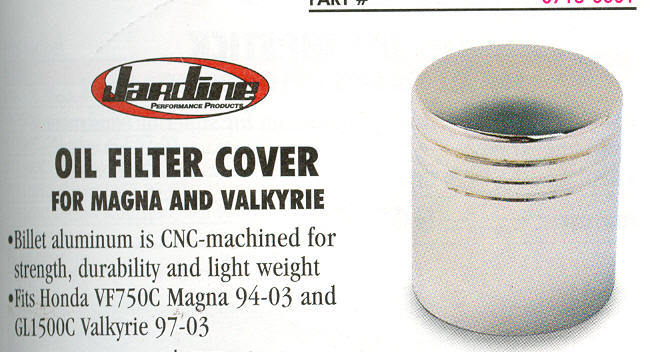 PART #
Jardine
PERFORMANCE PRODUCTS
OIL FILTER COVER
FOR MAGNA AND VALKYRIE
•Billet aluminum is CNC-machined for
strength, durability and light weight
•Fits Honda VF750C Magna 94-03 and
GL1500C Valkyrie 97-03